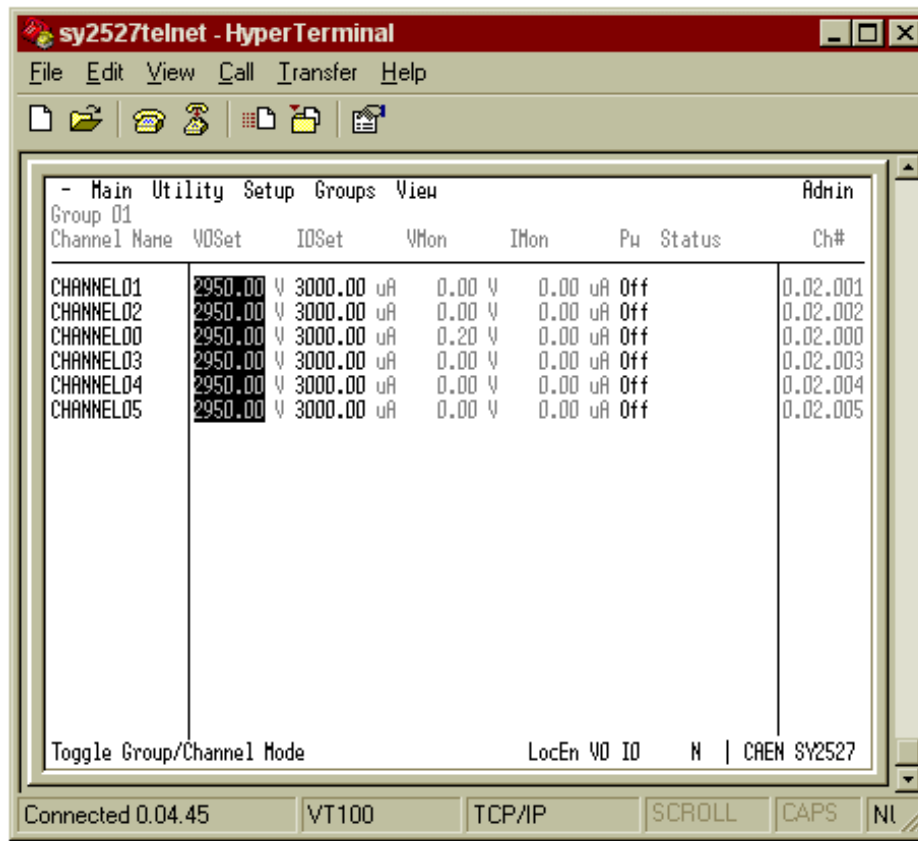 sy2527telnet - HyperTerminal
File Edit View Call Transfer Help
- Main Utility Setup Groups View Admin
Group 01
Channel Name V0Set I0Set VMon IMon Pw Status Ch#
CHANNEL01 2950.00 V 3000.00 uA 0.00 V 0.00 uA Off 0.02.001
CHANNEL02 2950.00 V 3000.00 uA 0.00 V 0.00 uA Off 0.02.002
CHANNEL00 2950.00 V 3000.00 uA 0.20 V 0.00 uA Off 0.02.000
CHANNEL03 2950.00 V 3000.00 uA 0.00 V 0.00 uA Off 0.02.003
CHANNEL04 2950.00 V 3000.00 uA 0.00 V 0.00 uA Off 0.02.004
CHANNEL05 2950.00 V 3000.00 uA 0.00 V 0.00 uA Off 0.02.005
Toggle Group/Channel Mode LocEn V0 I0 N | CAEN SY2527
Connected 0.04.45 VT100 TCP/IP SCROLL CAPS